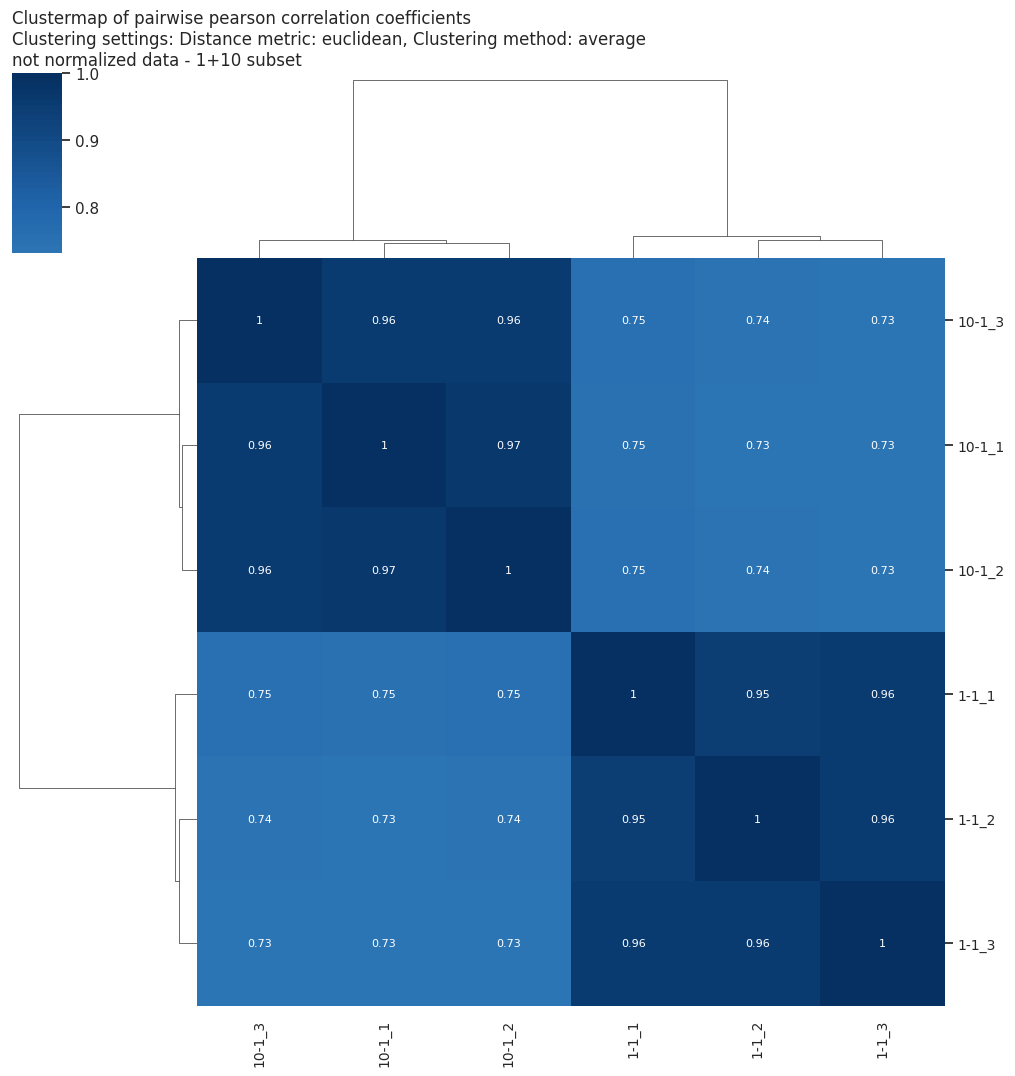 Clustermap of pairwise pearson correlation coefficients
Clustering settings: Distance metric: euclidean, Clustering method: average
not normalized data - 1+10 subset
1.0
0.9
0.8
1 0.96 0.96 0.75 0.74 0.73 10-1_3
0.96 1 0.97 0.75 0.73 0.73 10-1_1
0.96 0.97 1 0.75 0.74 0.73 10-1_2
0.75 0.75 0.75 1 0.95 0.96 1-1_1
0.74 0.73 0.74 0.95 1 0.96 1-1_2
0.73 0.73 0.73 0.96 0.96 1 1-1_3
10-1_3 10-1_1 10-1_2 1-1_1 1-1_2 1-1_3